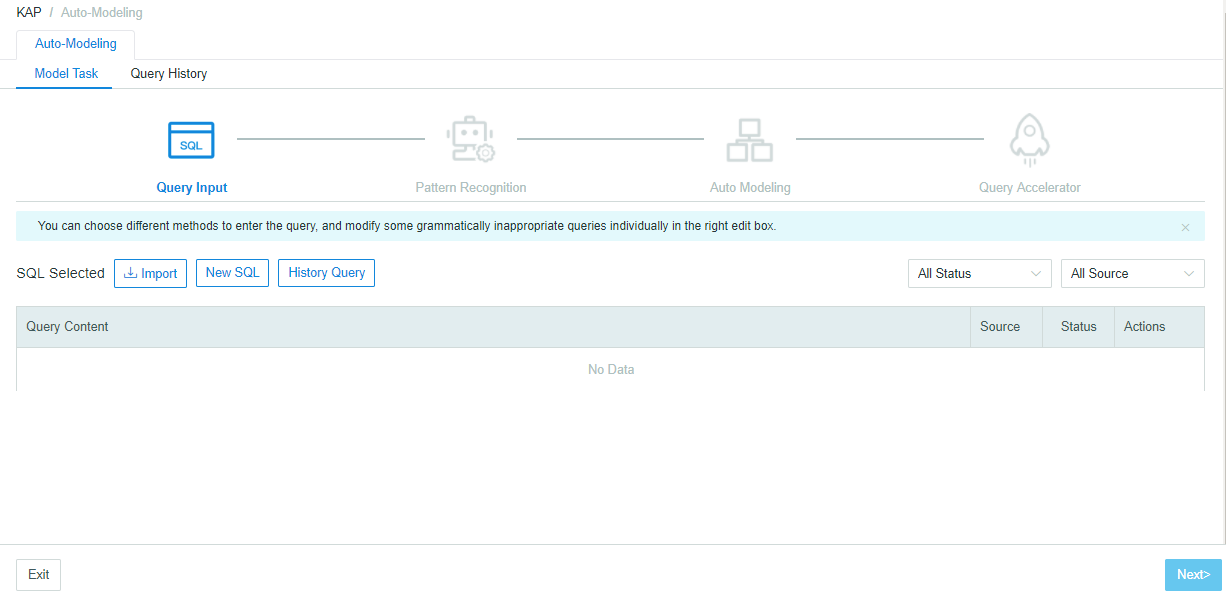 KAP / Auto-Modeling
Auto-Modeling
Model Task Query History
SQL
Query Input Pattern Recognition Auto Modeling Query Accelerator
You can choose different methods to enter the query, and modify some grammatically inappropriate queries individually in the right edit box.
SQL Selected Import New SQL History Query All Status All Source
Query Content Source Status Actions
No Data
Exit Next>